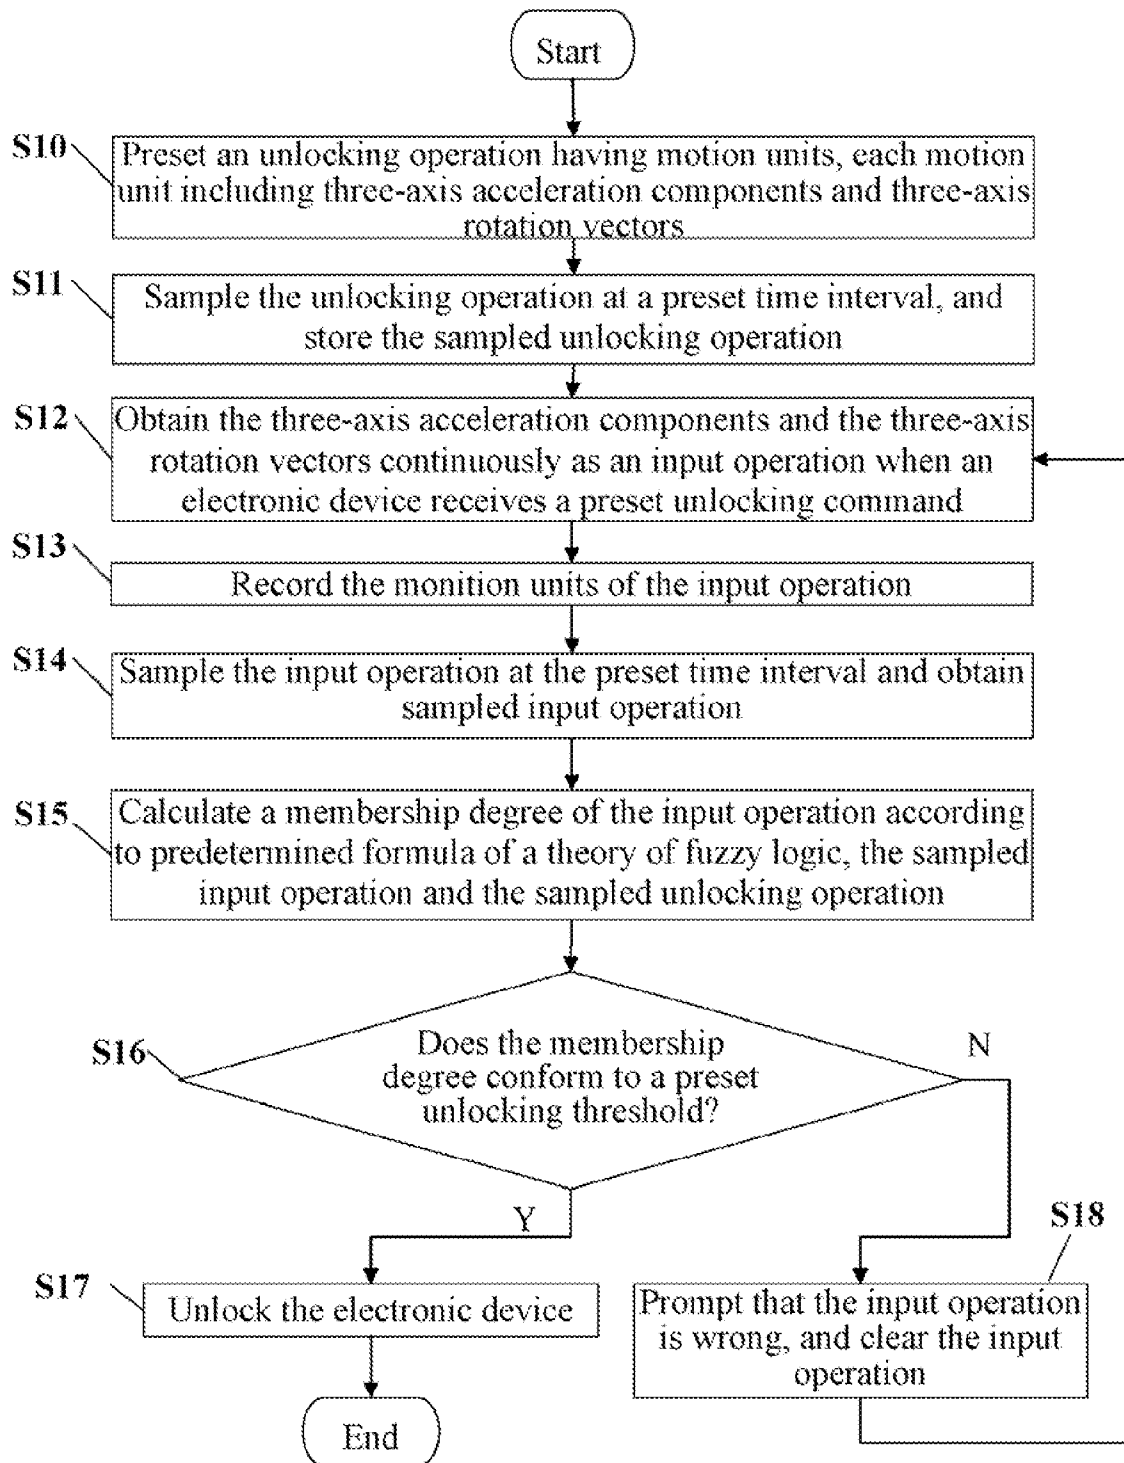 Start
S10
Preset an unlocking operation having motion units, each motion
unit including three-axis acceleration components and three-axis
rotation vectors
S11
Sample the unlocking operation at a preset time interval, and
store the sampled unlocking operation
S12
Obtain the three-axis acceleration components and the three-axis
rotation vectors continuously as an input operation when an
electronic device receives a preset unlocking command
S13
Record the monition units of the input operation
S14
Sample the input operation at the preset time interval and obtain
sampled input operation
S15
Calculate a membership degree of the input operation according
to predetermined formula of a theory of fuzzy logic, the sampled
input operation and the sampled unlocking operation
S16
Does the membership
degree conform to a preset
unlocking threshold?
N
Y
S17
Unlock the electronic device
S18
Prompt that the input operation
is wrong, and clear the input
operation
End